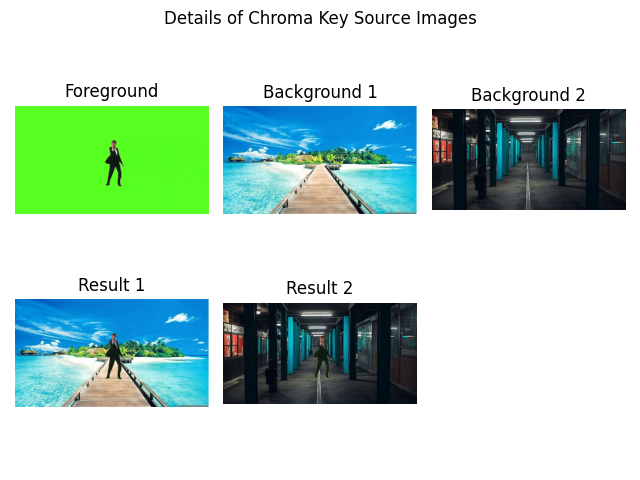 Details of Chroma Key Source Images
Foreground
Background 1
Background 2
Result 1
Result 2